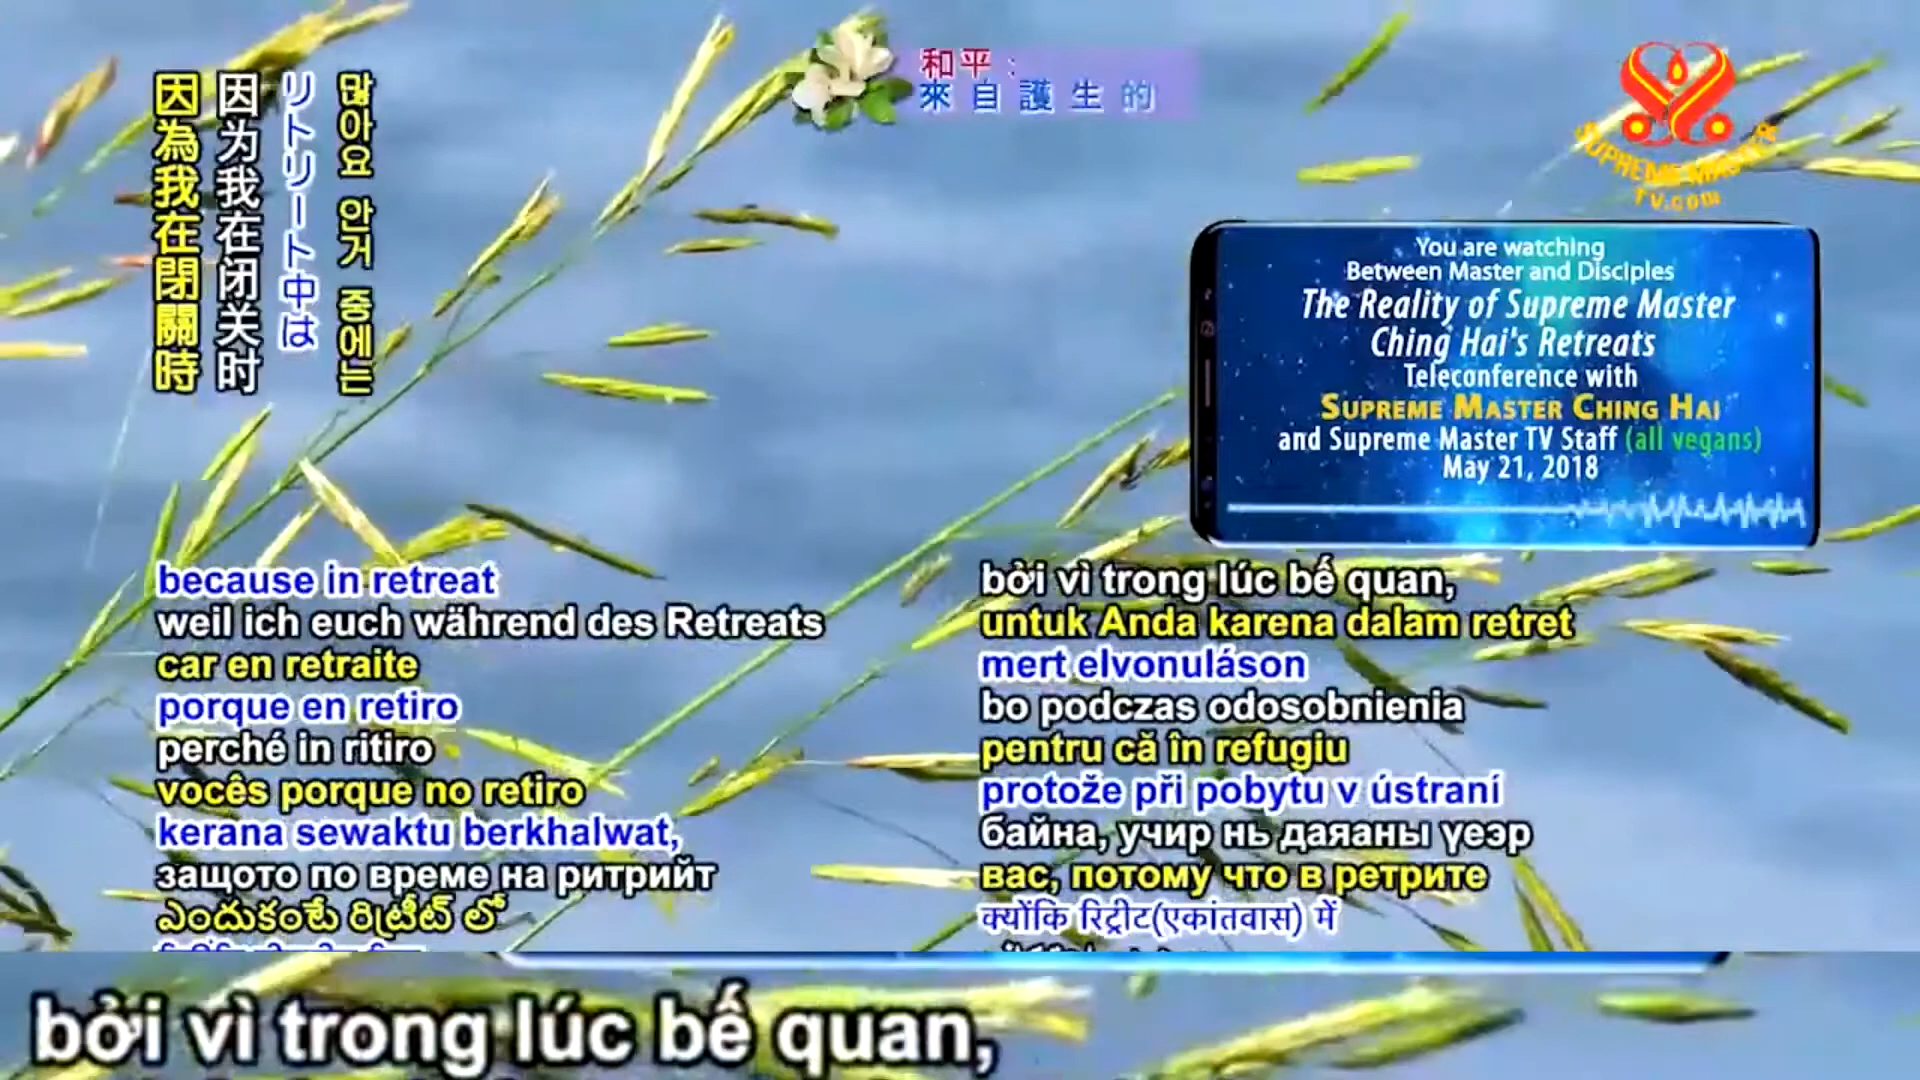 和平：
來自護生的
SUPREME MASTER
TV.com
因為我在閉關時
因为我在闭关时
リトリート中は
많아요 안거 중에는
You are watching
Between Master and Disciples
The Reality of Supreme Master
Ching Hai's Retreats
Teleconference with
SUPREME MASTER CHING HAI
and Supreme Master TV Staff (all vegans)
May 21, 2018
because in retreat
weil ich euch während des Retreats
car en retraite
porque en retiro
perché in ritiro
vocês porque no retiro
kerana sewaktu berkhalwat,
защото по време на ритрийт
ఎందుకంటే రిట్రీట్ లో
bởi vì trong lúc bế quan,
untuk Anda karena dalam retret
mert elvonuláson
bo podczas odosobnienia
pentru că în refugiu
protože při pobytu v ústraní
байна, учир нь даяаны үеэр
вас, потому что в ретрите
क्योंकि रिट्रीट(एकांतवास) में
bởi vì trong lúc bế quan,